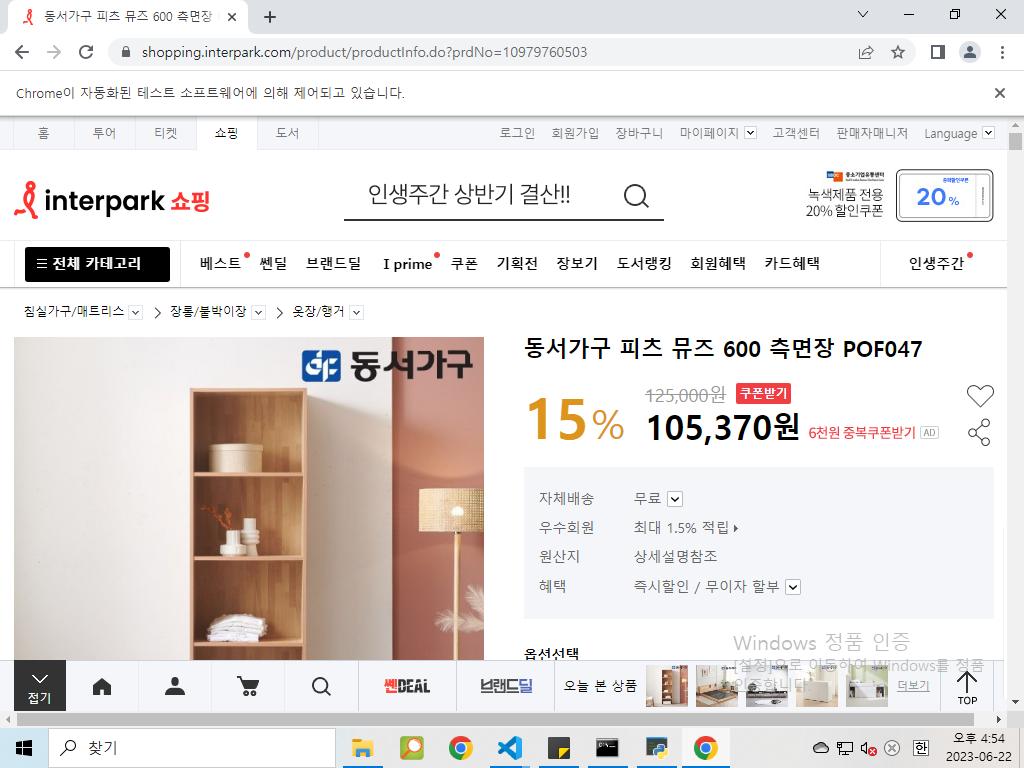 동서가구 피츠 뮤즈 600 측면장
shopping.interpark.com/product/productInfo.do?prdNo=10979760503
Chrome이 자동화된 테스트 소프트웨어에 의해 제어되고 있습니다.
홈 투어 티켓 쇼핑 도서 로그인 회원가입 장바구니 마이페이지 고객센터 판매자매니저 Language
interpark 쇼핑
인생주간 상반기 결산!!
중소기업유통센터
녹색제품 전용
20% 할인쿠폰
20%
전체 카테고리 베스트 쎈딜 브랜드딜 I prime 쿠폰 기획전 장보기 도서랭킹 회원혜택 카드혜택 인생주간
침실가구/매트리스 장롱/붙박이장 옷장/행거
동서가구
동서가구 피츠 뮤즈 600 측면장 POF047
15% 125,000원 쿠폰받기
105,370원 6천원 중복쿠폰받기 AD
자체배송 무료
우수회원 최대 1.5% 적립
원산지 상세설명참조
혜택 즉시할인 / 무이자 할부
옵션선택
Windows 정품 인증
[설정]으로 이동하여 Windows를 정품
인증합니다.
접기 쎈DEAL 브랜드딜 오늘 본 상품 더보기 TOP
찾기
한
오후 4:54
2023-06-22